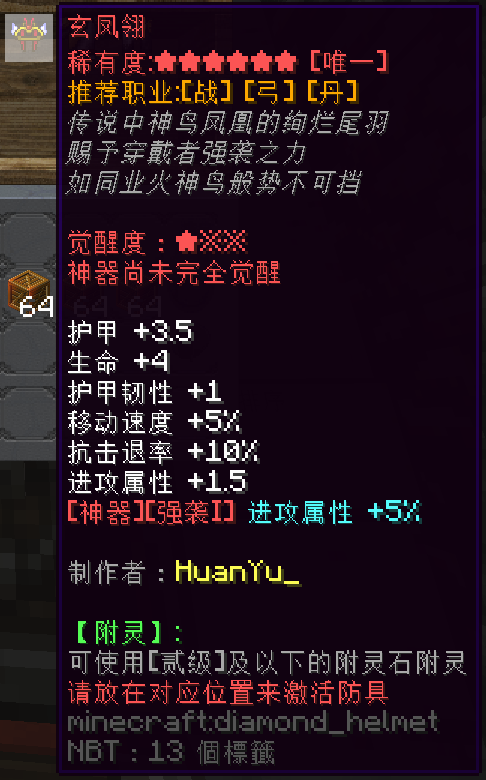 玄凤翎
稀有度:★★★★★★ [唯一]
推荐职业:[战] [弓] [丹]
传说中神鸟凤凰的绚烂尾羽
赐予穿戴者强袭之力
如同业火神鸟般势不可挡
觉醒度：★※※
神器尚未完全觉醒
64
64 64
护甲 +3.5
生命 +4
护甲韧性 +1
移动速度 +5%
抗击退率 +10%
进攻属性 +1.5
[神器][强袭I] 进攻属性 +5%
制作者：HuanYu_
【附灵】:
可使用[贰级]及以下的附灵石附灵
请放在对应位置来激活防具
minecraft:diamond_helmet
NBT：13 個標籤